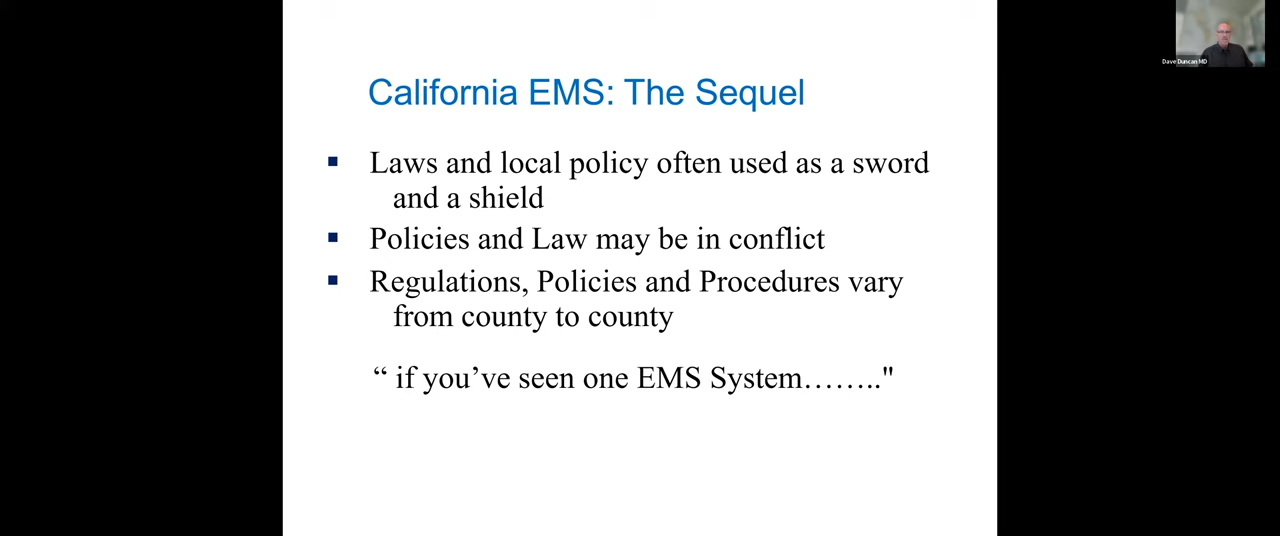 California EMS: The Sequel
Laws and local policy often used as a sword
and a shield
Policies and Law may be in conflict
Regulations, Policies and Procedures vary
from county to county
“ if you’ve seen one EMS System…….."
Dave Duncan MD